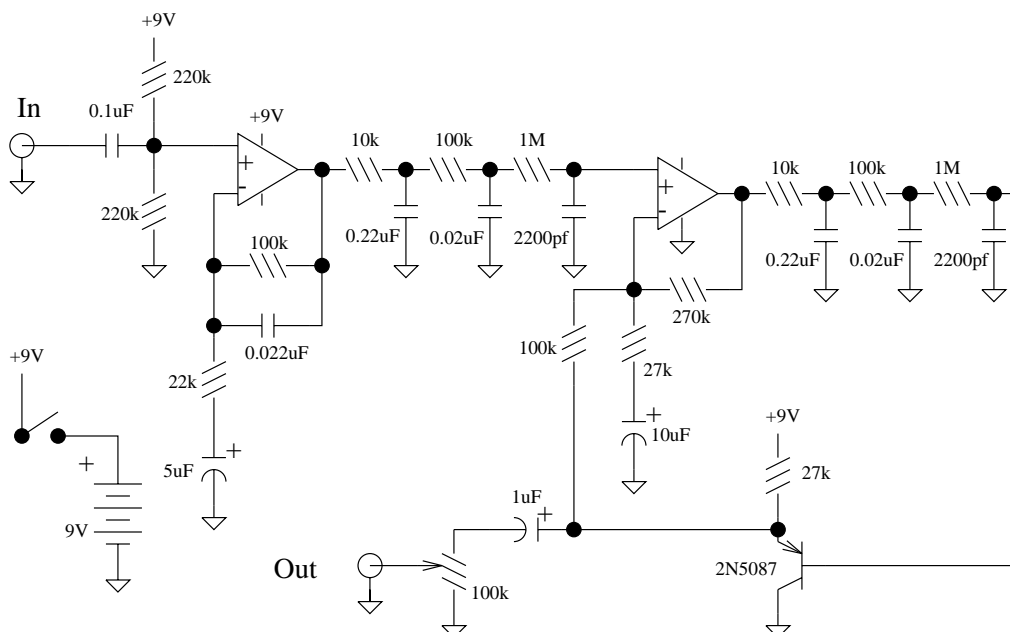 +9V
220k
In
0.1uF
+9V
+
-
220k
100k
0.022uF
22k
+
5uF
10k
100k
1M
0.22uF
0.02uF
2200pf
+
-
10k
100k
1M
0.22uF
0.02uF
2200pf
270k
100k
27k
+
10uF
+9V
+
9V
+9V
27k
1uF
+
Out
100k
2N5087